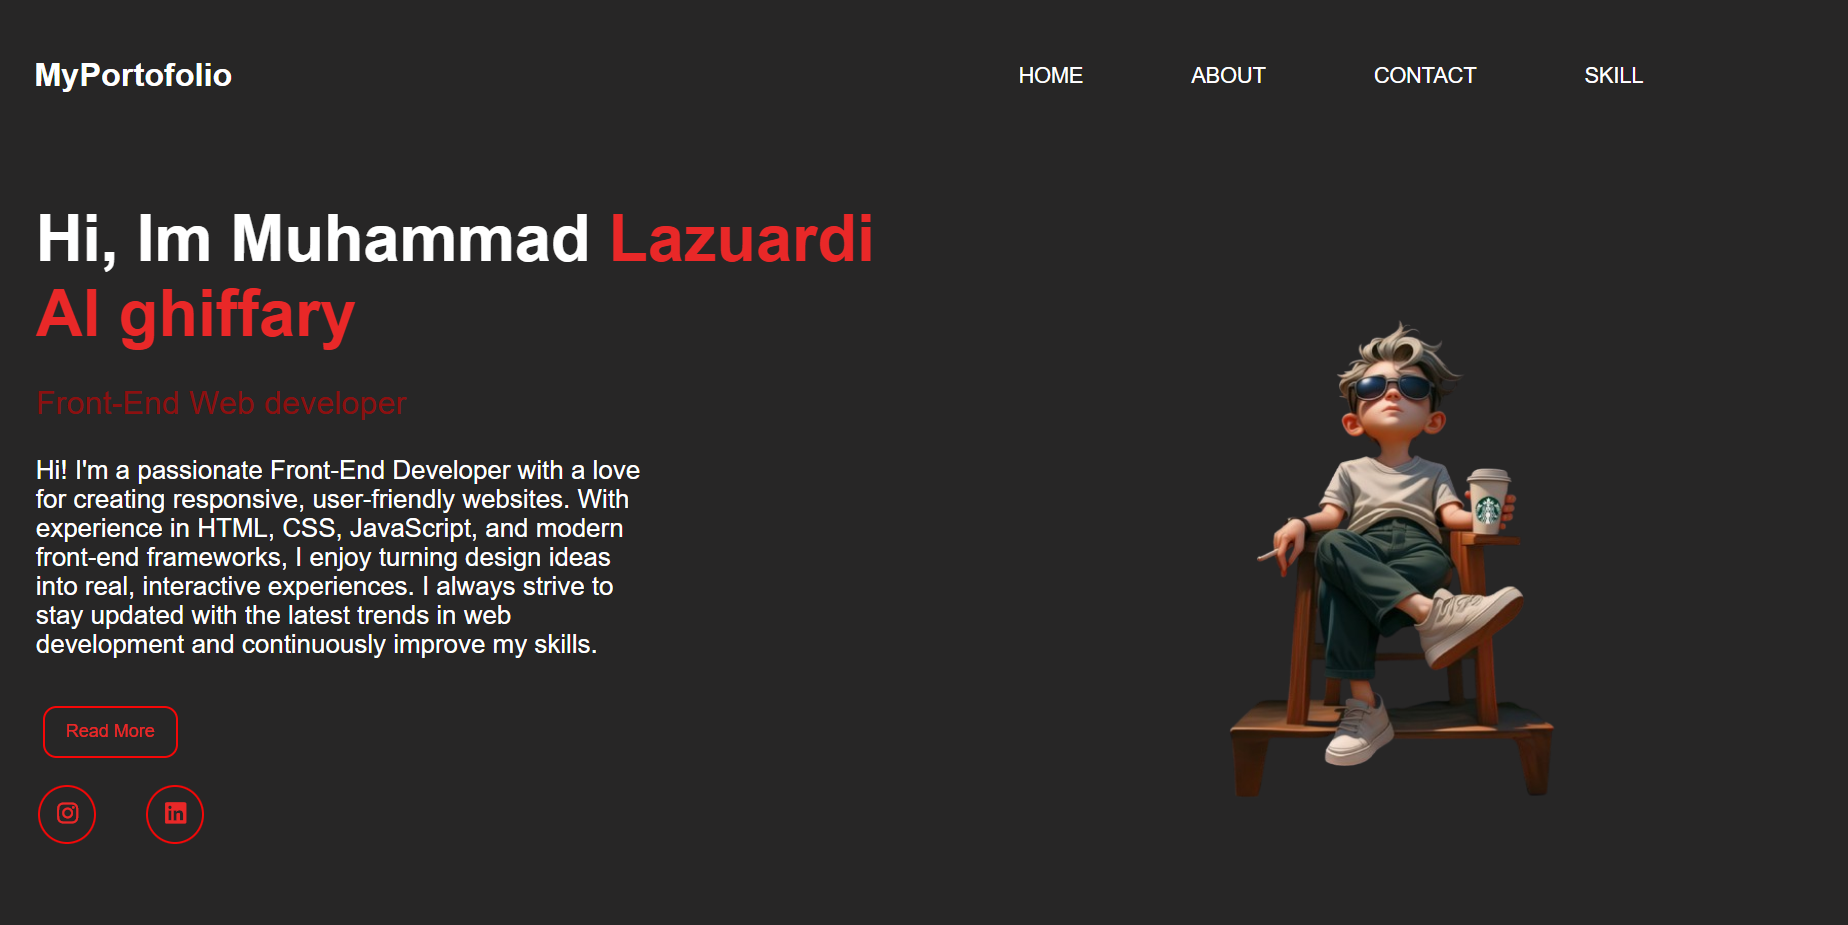 MyPortofolio
HOME
ABOUT
CONTACT
SKILL
Hi, Im Muhammad Lazuardi
Al ghiffary
Front-End Web developer
Hi! I'm a passionate Front-End Developer with a love
for creating responsive, user-friendly websites. With
experience in HTML, CSS, JavaScript, and modern
front-end frameworks, I enjoy turning design ideas
into real, interactive experiences. I always strive to
stay updated with the latest trends in web
development and continuously improve my skills.
Read More
in